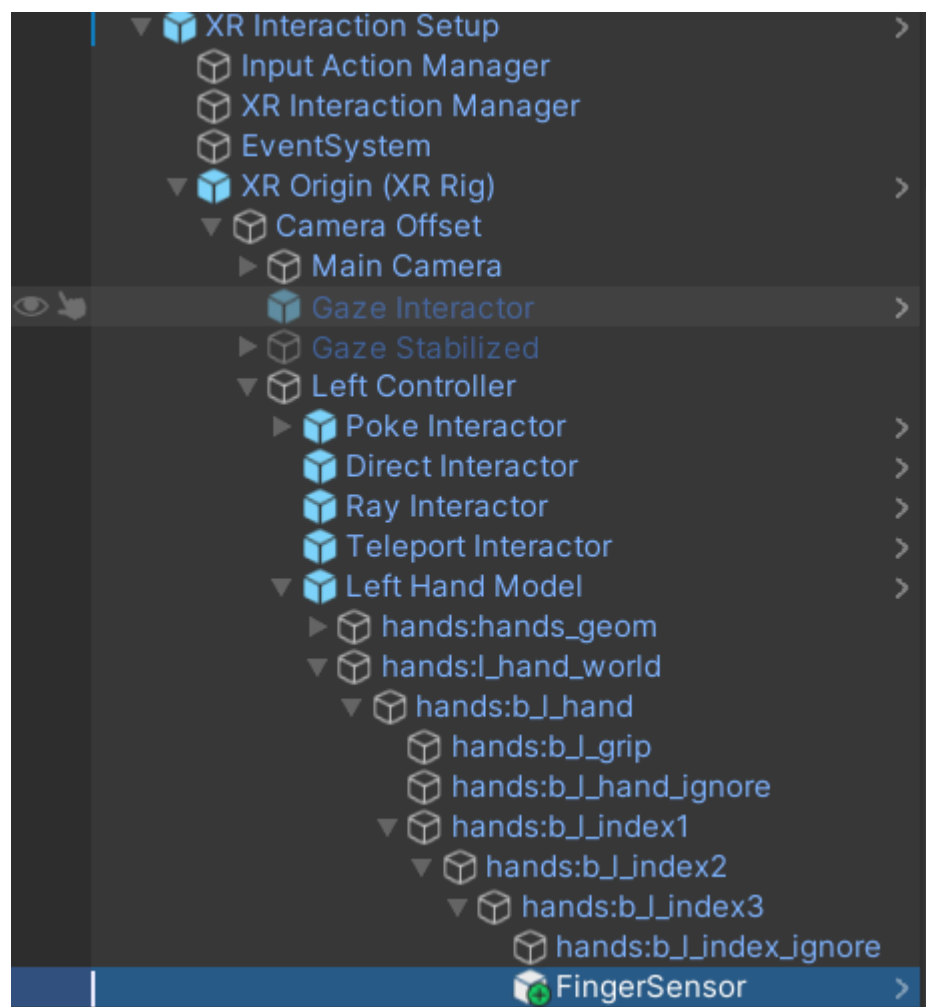 XR Interaction Setup
Input Action Manager
XR Interaction Manager
EventSystem
XR Origin (XR Rig)
Camera Offset
Main Camera
Gaze Interactor
Gaze Stabilized
Left Controller
Poke Interactor
Direct Interactor
Ray Interactor
Teleport Interactor
Left Hand Model
hands:hands_geom
hands:l_hand_world
hands:b_l_hand
hands:b_l_grip
hands:b_l_hand_ignore
hands:b_l_index1
hands:b_l_index2
hands:b_l_index3
hands:b_l_index_ignore
FingerSensor